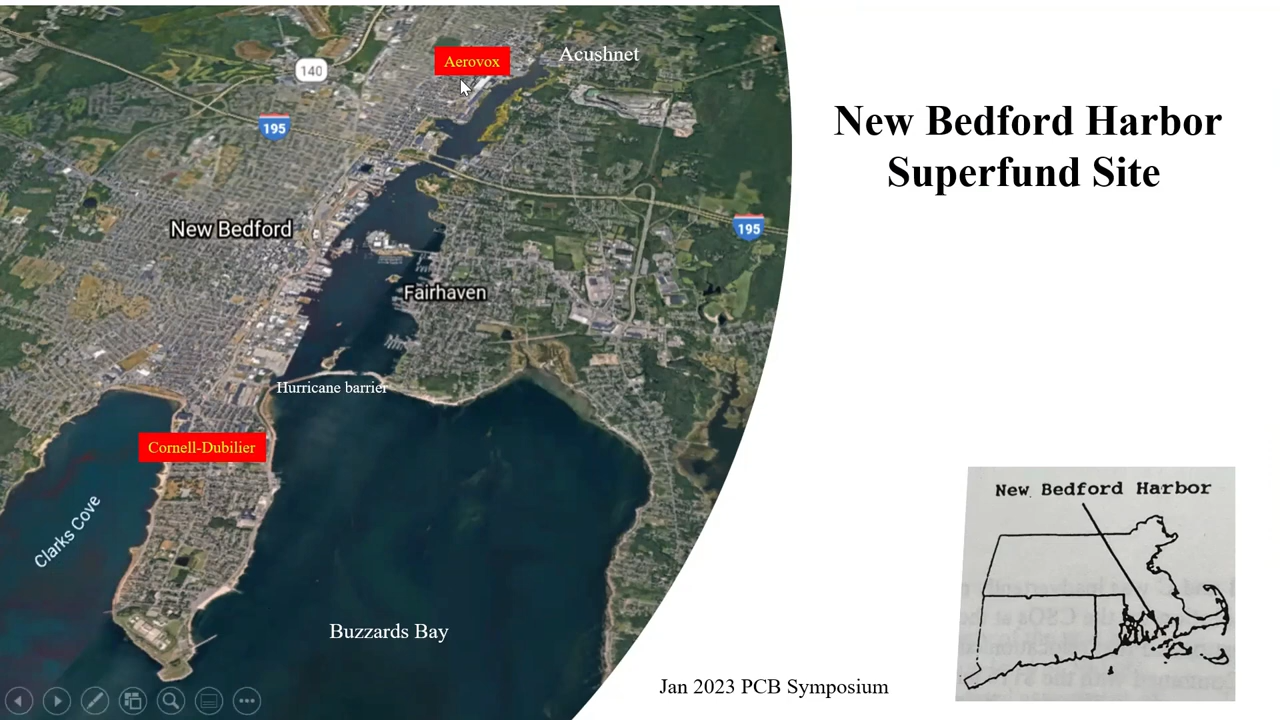 Aerovox
Acushnet
140
195
New Bedford Harbor
Superfund Site
New Bedford
195
Fairhaven
Hurricane barrier
Cornell-Dubilier
Clarks Cove
Buzzards Bay
Jan 2023 PCB Symposium
New Bedford Harbor